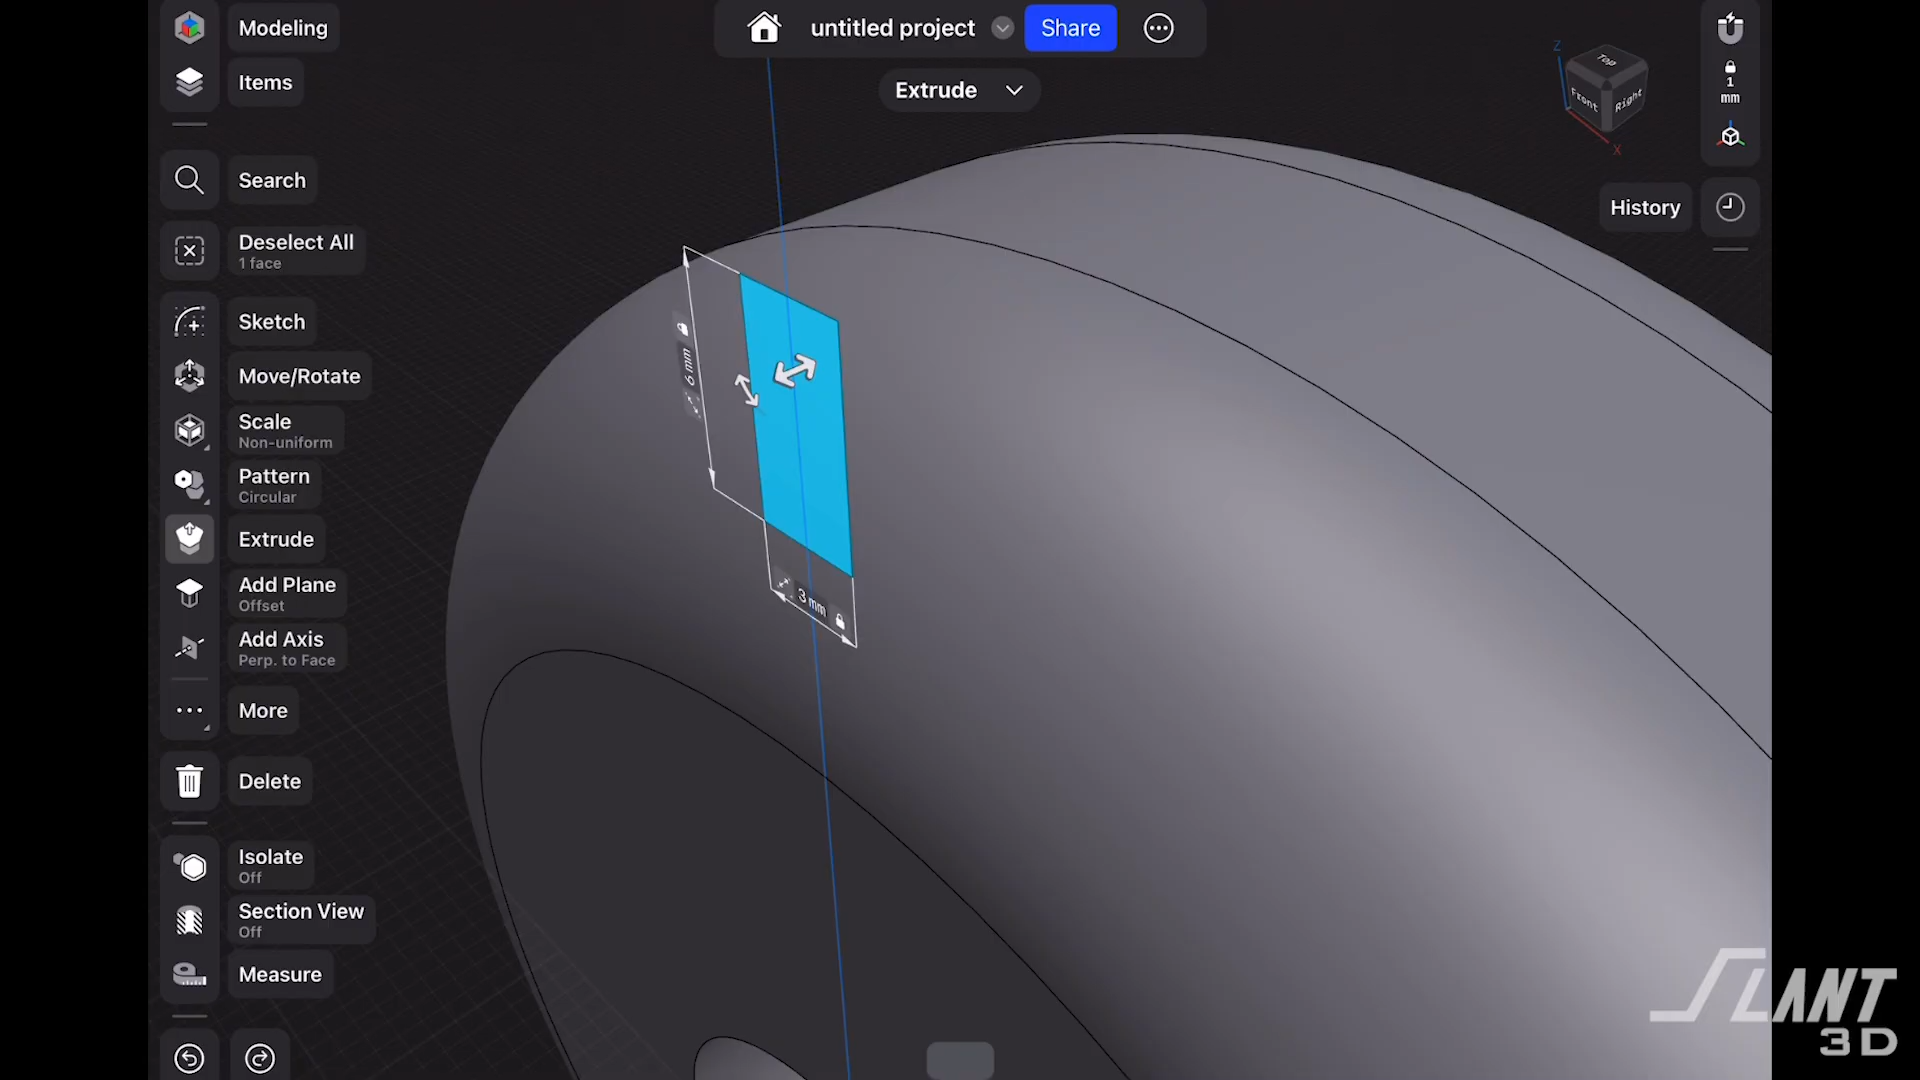 Modeling
untitled project
Share
Items
Extrude
Top
Front
Right
Z
X
1
mm
Search
History
Deselect All
1 face
Sketch
Move/Rotate
6 mm
Scale
Non-uniform
Pattern
Circular
Extrude
Add Plane
Offset
3 mm
Add Axis
Perp. to Face
More
Delete
Isolate
Off
Section View
Off
Measure
SLANT
3D